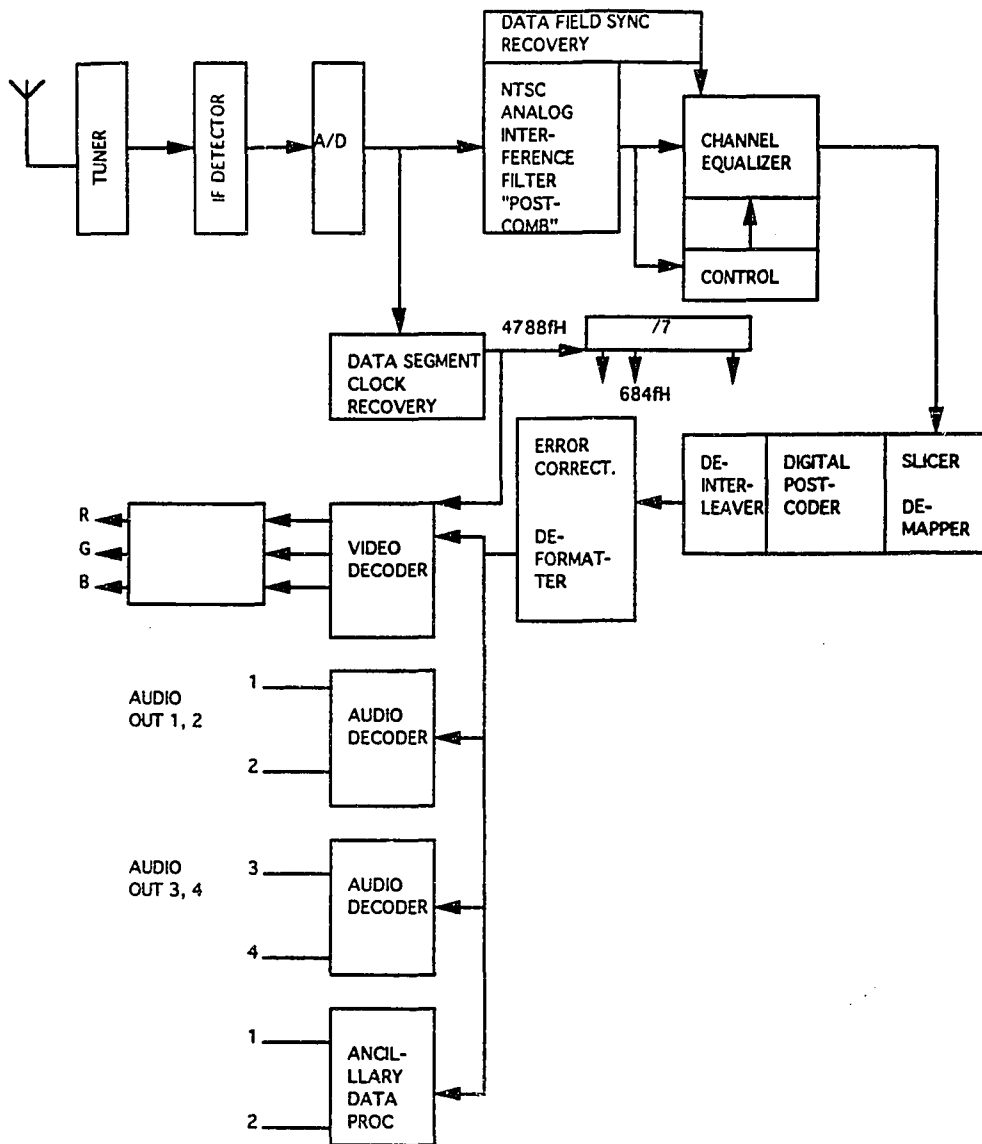 DATA FIELD SYNC
RECOVERY
TUNER
IF DETECTOR
A/D
NTSC
ANALOG
INTER-
FERENCE
FILTER
"POST-
COMB"
CHANNEL
EQUALIZER
CONTROL
4788fH
/7
684fH
DATA SEGMENT
CLOCK
RECOVERY
ERROR
CORRECT.
DE-
FORMAT-
TER
DE-
INTER-
LEAVER
DIGITAL
POST-
CODER
SLICER
DE-
MAPPER
R
G
B
VIDEO
DECODER
AUDIO
OUT 1, 2
1
2
AUDIO
DECODER
AUDIO
OUT 3, 4
3
4
AUDIO
DECODER
1
2
ANCIL-
LLARY
DATA
PROC